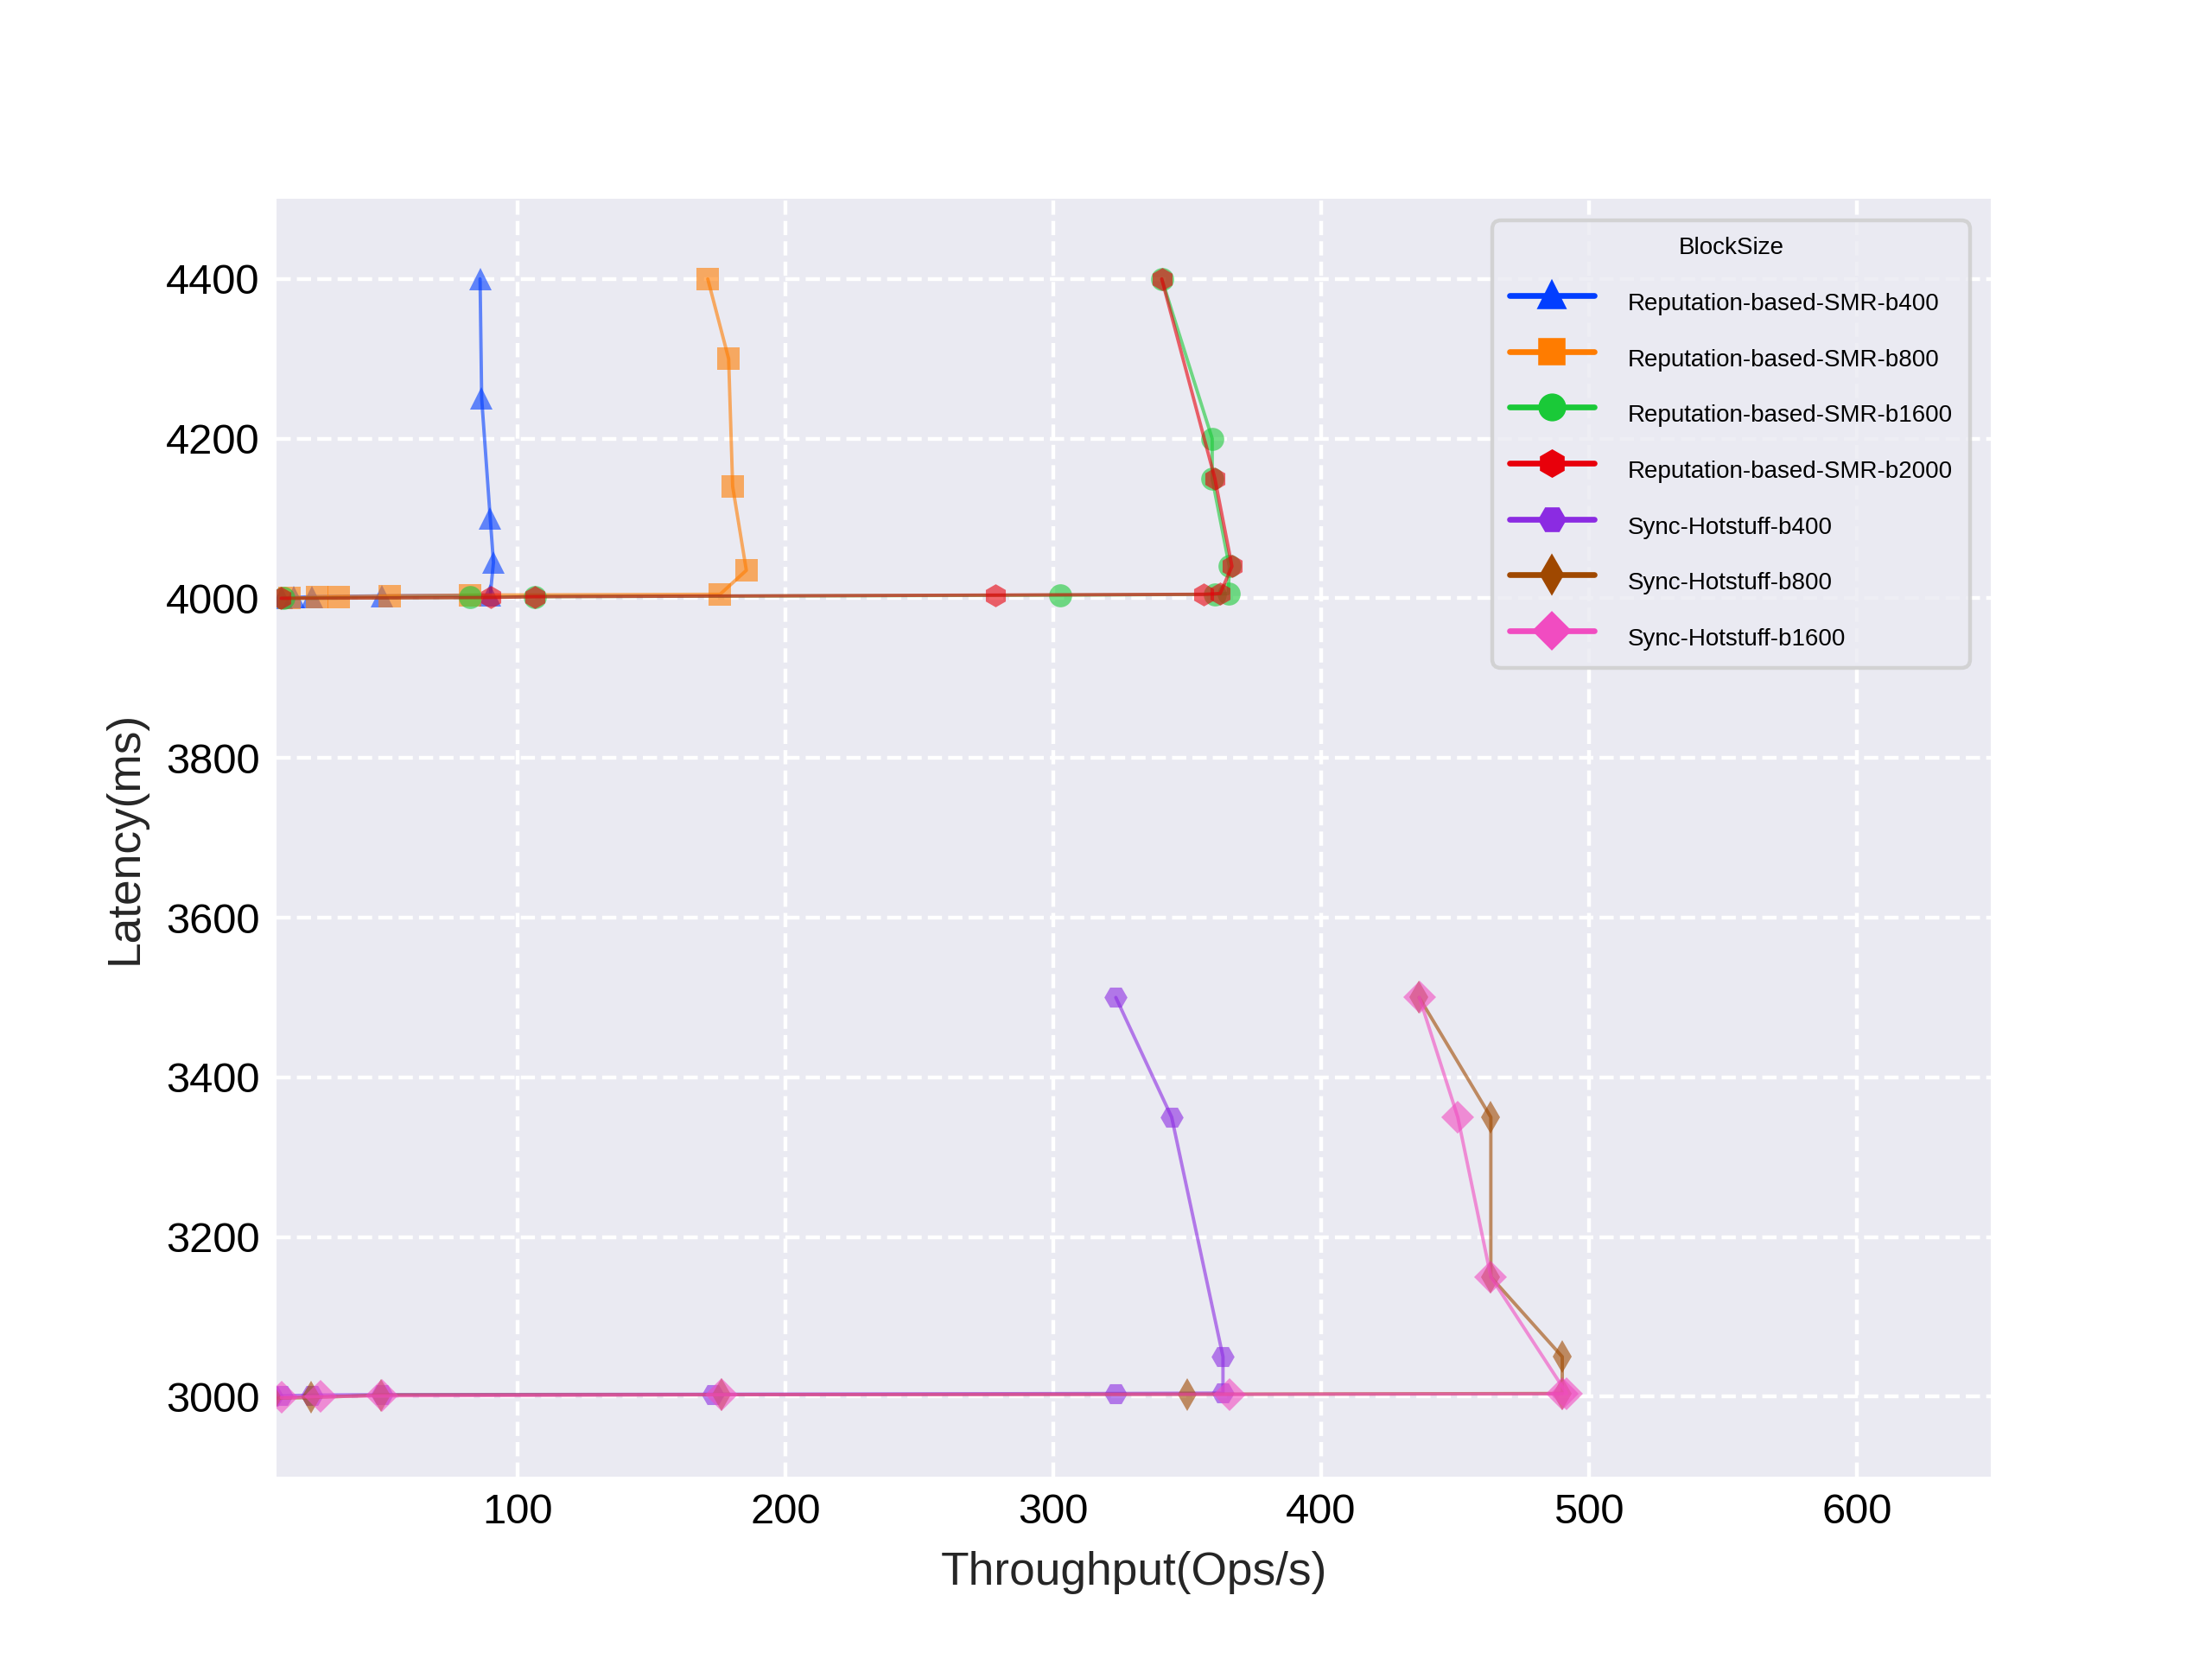 BlockSize
Reputation-based-SMR-b400
Reputation-based-SMR-b800
Reputation-based-SMR-b1600
Reputation-based-SMR-b2000
Sync-Hotstuff-b400
Sync-Hotstuff-b800
Sync-Hotstuff-b1600
4400
4200
4000
3800
3600
3400
3200
3000
Latency(ms)
100 200 300 400 500 600
Throughput(Ops/s)